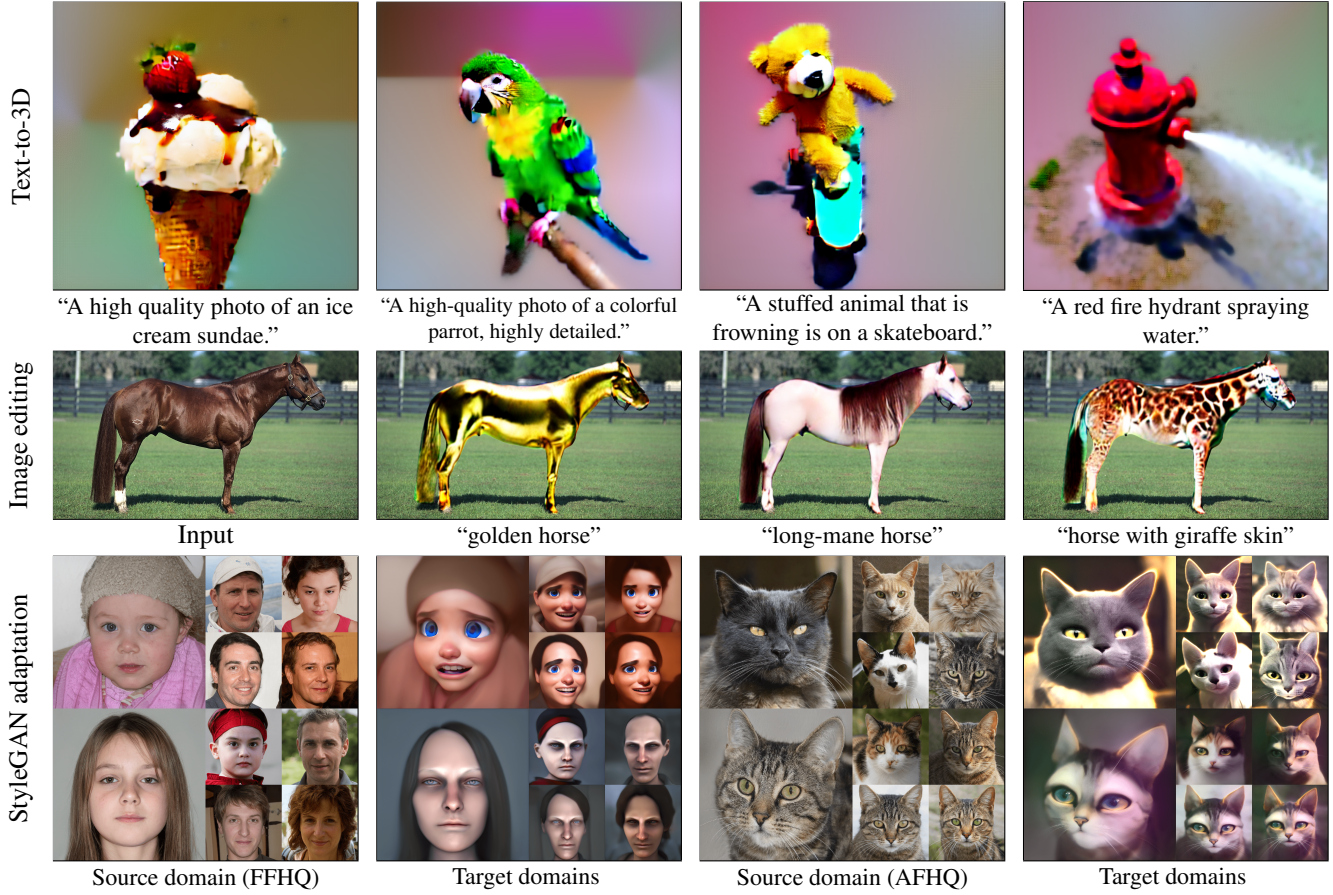 Text-to-3D
“A high quality photo of an ice
cream sundae.”
“A high-quality photo of a colorful
parrot, highly detailed.”
“A stuffed animal that is
frowning is on a skateboard.”
“A red fire hydrant spraying
water.”
Image editing
Input
“golden horse”
“long-mane horse”
“horse with giraffe skin”
StyleGAN adaptation
Source domain (FFHQ)
Target domains
Source domain (AFHQ)
Target domains